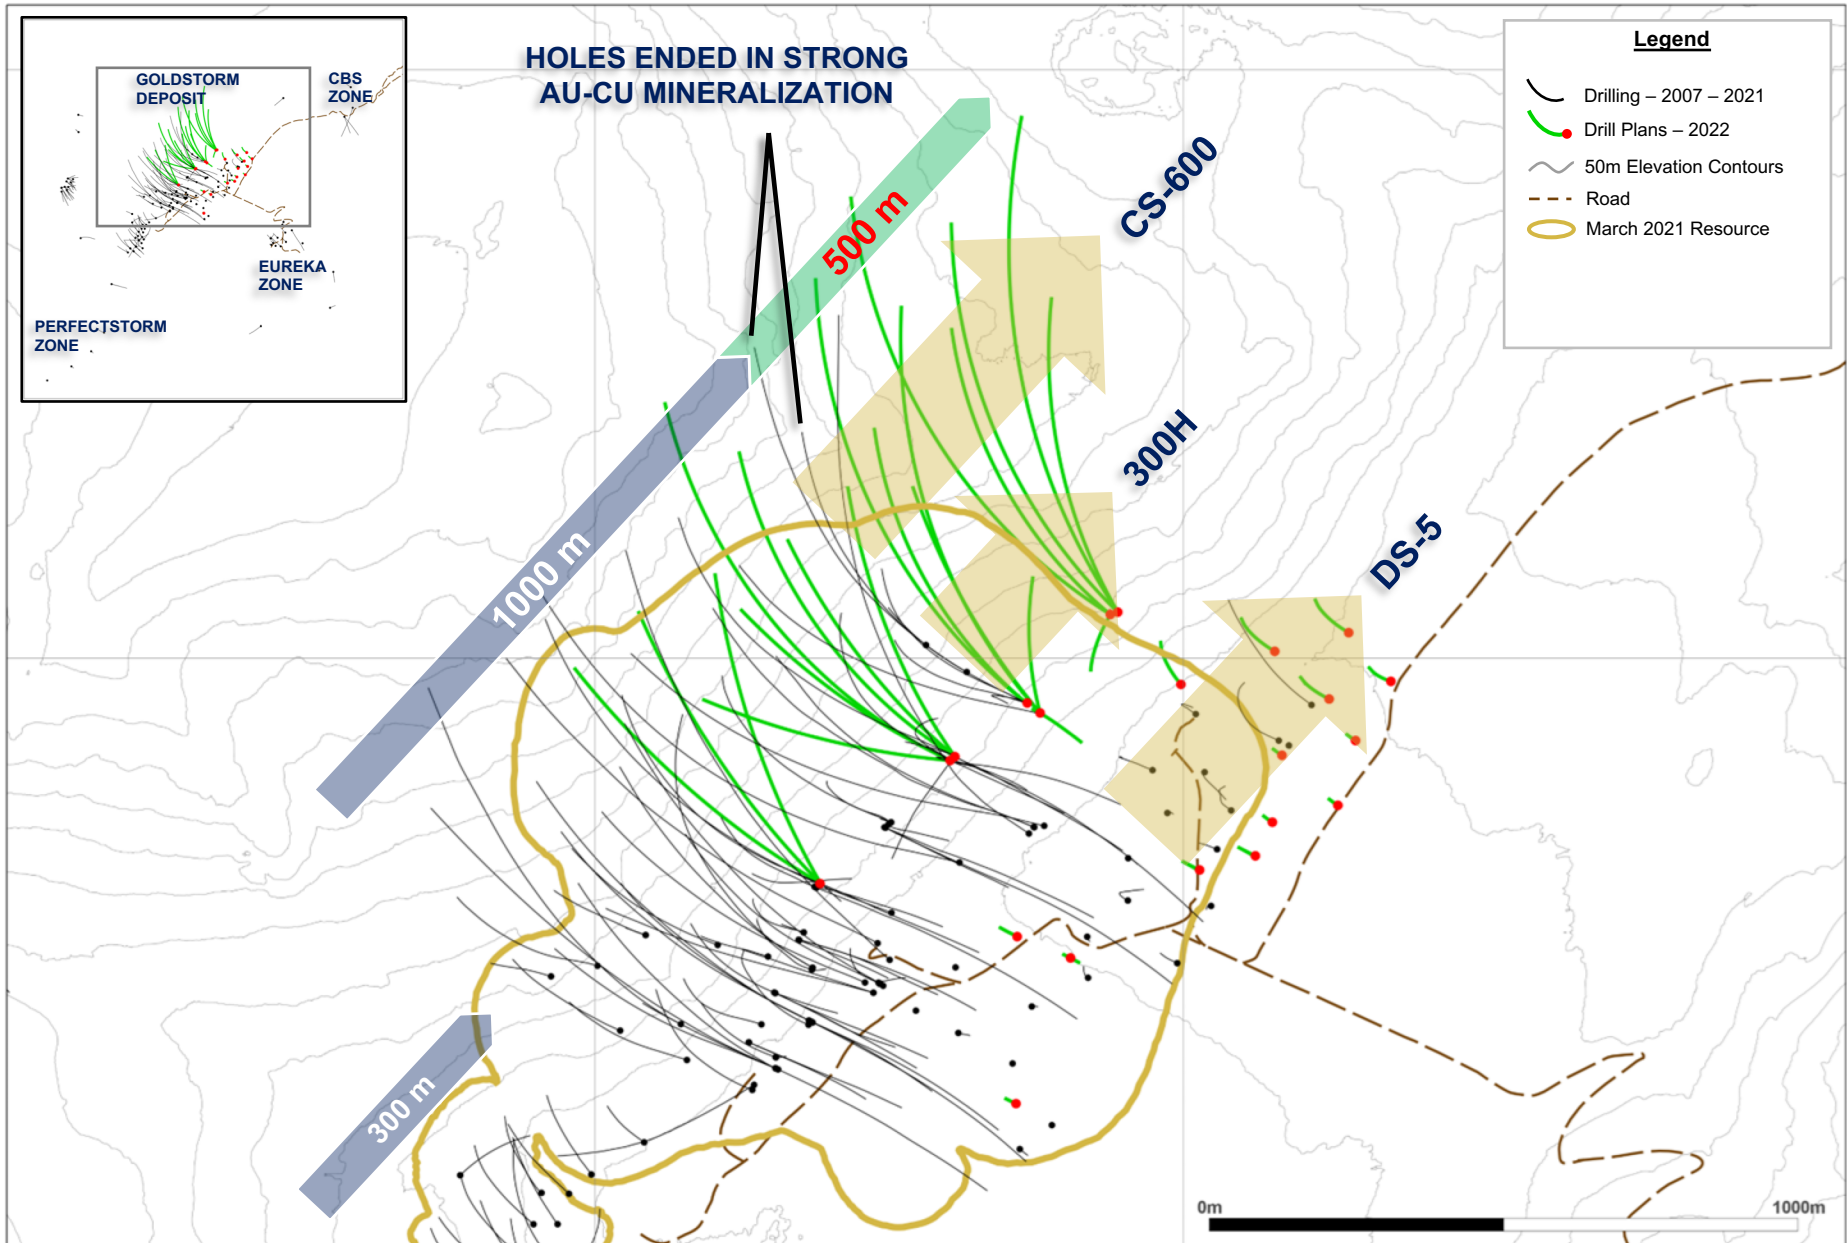 GOLDSTORM
DEPOSIT
CBS
ZONE
EUREKA
ZONE
PERFECTSTORM
ZONE
HOLES ENDED IN STRONG
AU-CU MINERALIZATION
Legend
Drilling – 2007 – 2021
Drill Plans – 2022
50m Elevation Contours
Road
March 2021 Resource
CS-600
500 m
300H
DS-5
1000 m
300 m
0m
1000m